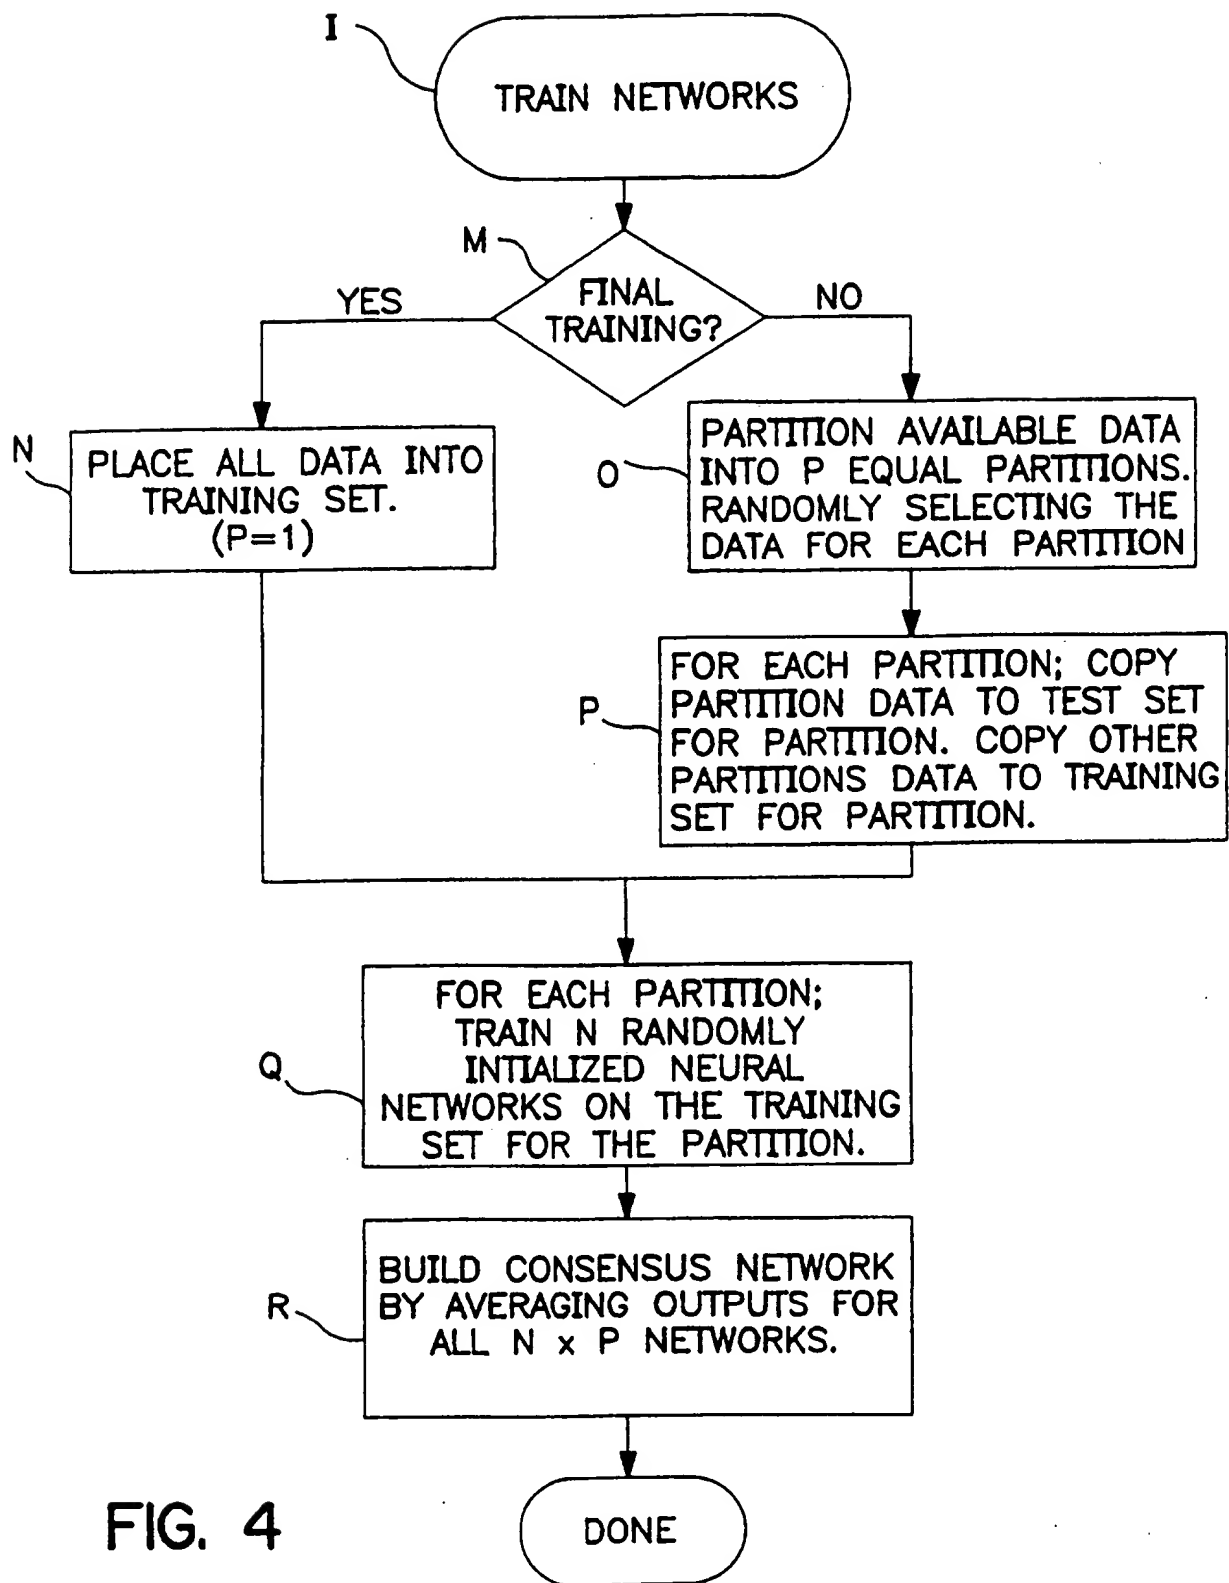 I
TRAIN NETWORKS
M
FINAL
TRAINING?
YES
NO
N
PLACE ALL DATA INTO
TRAINING SET.
(P=1)
O
PARTITION AVAILABLE DATA
INTO P EQUAL PARTITIONS.
RANDOMLY SELECTING THE
DATA FOR EACH PARTITION
P
FOR EACH PARTITION; COPY
PARTITION DATA TO TEST SET
FOR PARTITION. COPY OTHER
PARTITIONS DATA TO TRAINING
SET FOR PARTITION.
Q
FOR EACH PARTITION;
TRAIN N RANDOMLY
INTIALIZED NEURAL
NETWORKS ON THE TRAINING
SET FOR THE PARTITION.
R
BUILD CONSENSUS NETWORK
BY AVERAGING OUTPUTS FOR
ALL N x P NETWORKS.
DONE
FIG. 4